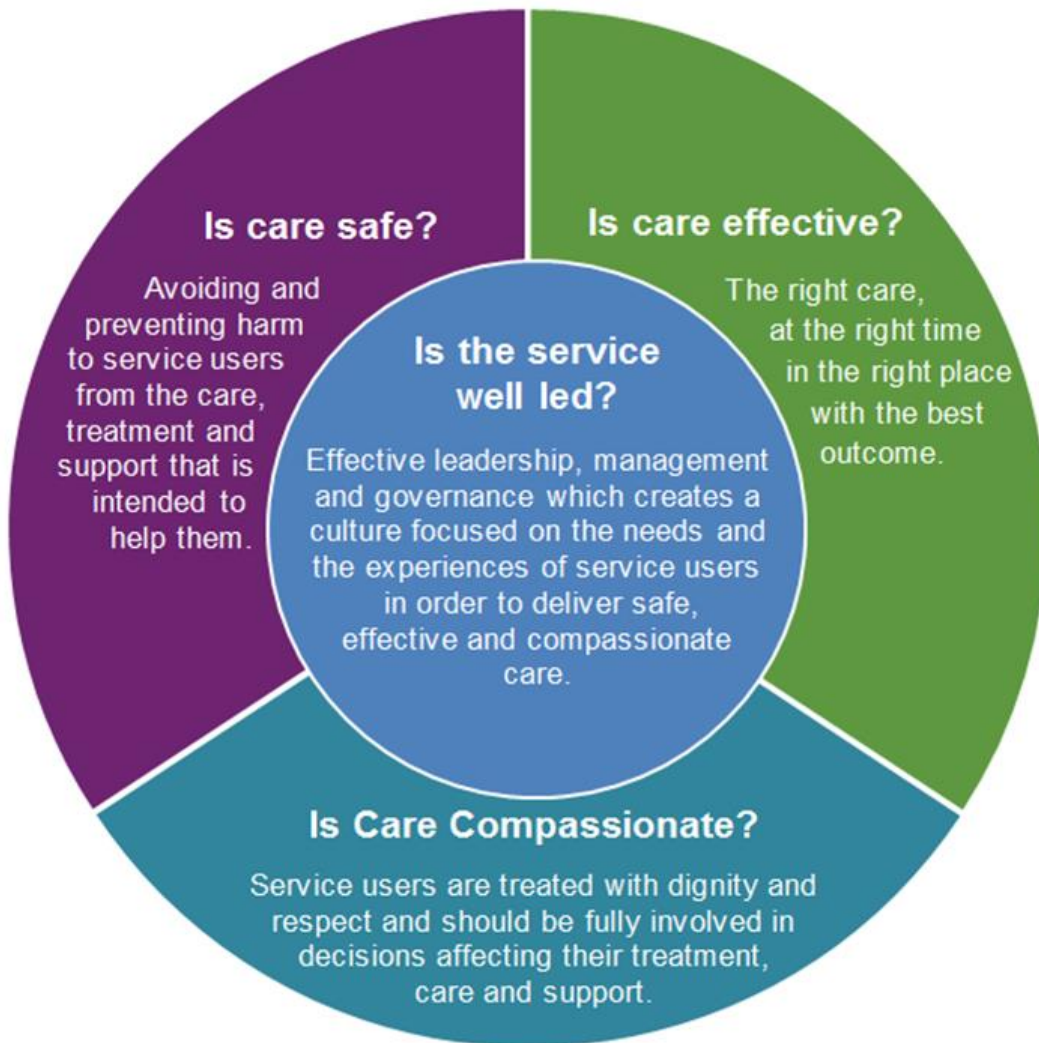 Is care safe?
Avoiding and
preventing harm
to service users
from the care,
treatment and
support that is
intended to
help them.
Is care effective?
The right care,
at the right time
in the right place
with the best
outcome.
Is the service
well led?
Effective leadership, management
and governance which creates a
culture focused on the needs and
the experiences of service users
in order to deliver safe,
effective and compassionate
care.
Is Care Compassionate?
Service users are treated with dignity and
respect and should be fully involved in
decisions affecting their treatment,
care and support.